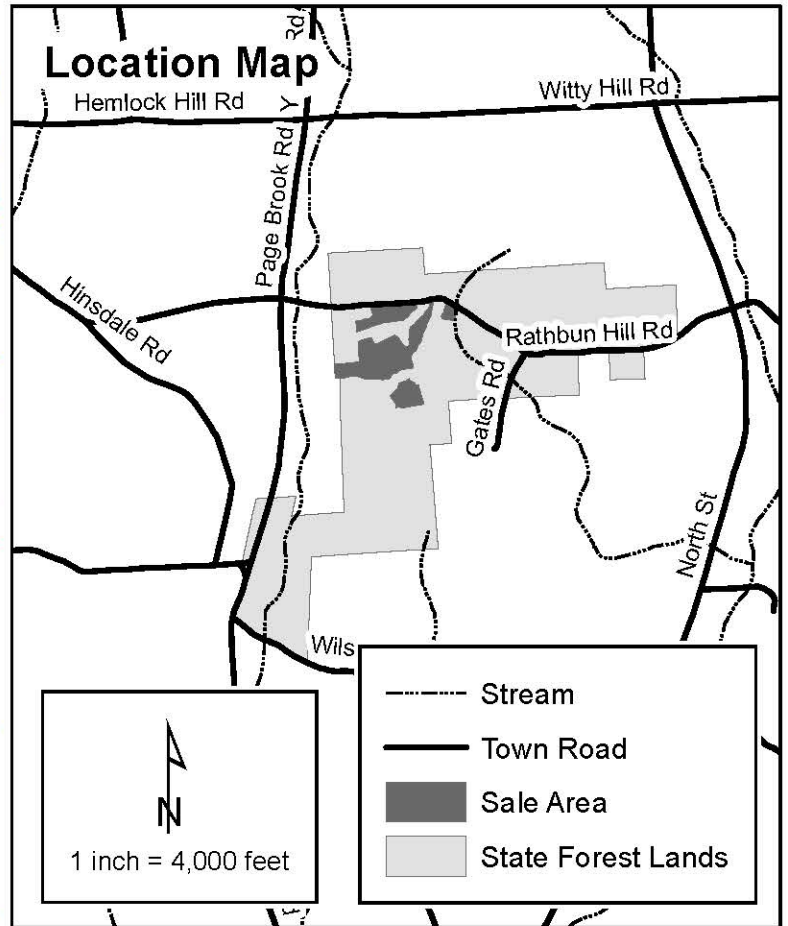 Location Map
Rd
Y
Hemlock Hill Rd
Witty Hill Rd
Page Brook Rd
Hinsdale Rd
Rathbun Hill Rd
Gates Rd
North St
Wils
Stream
Town Road
Sale Area
State Forest Lands
N
1 inch = 4,000 feet